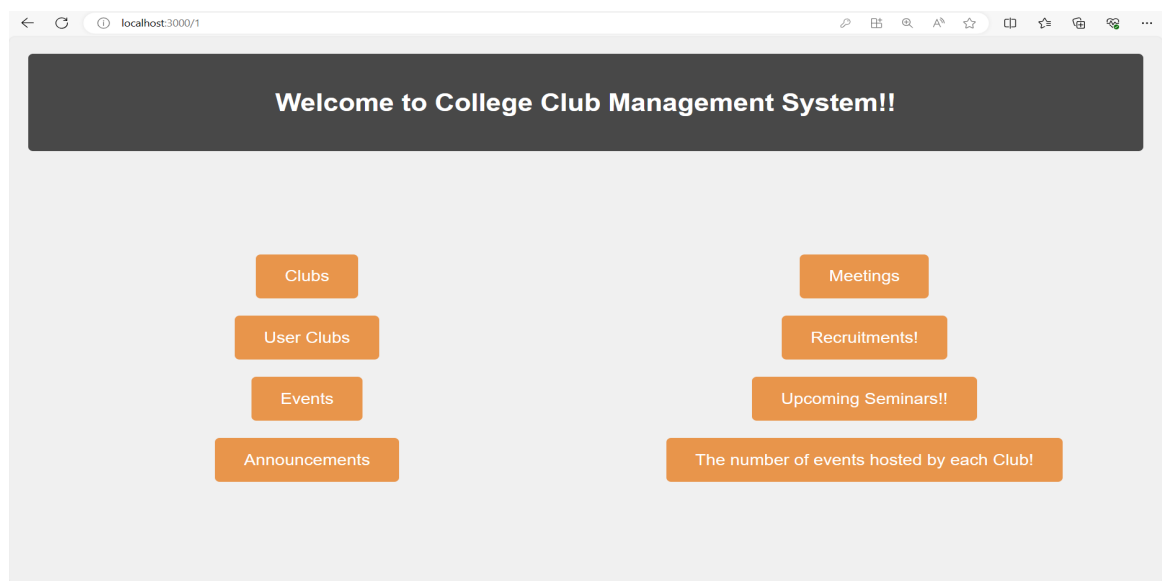 localhost:3000/1
Welcome to College Club Management System!!
Clubs
User Clubs
Events
Announcements
Meetings
Recruitments!
Upcoming Seminars!!
The number of events hosted by each Club!